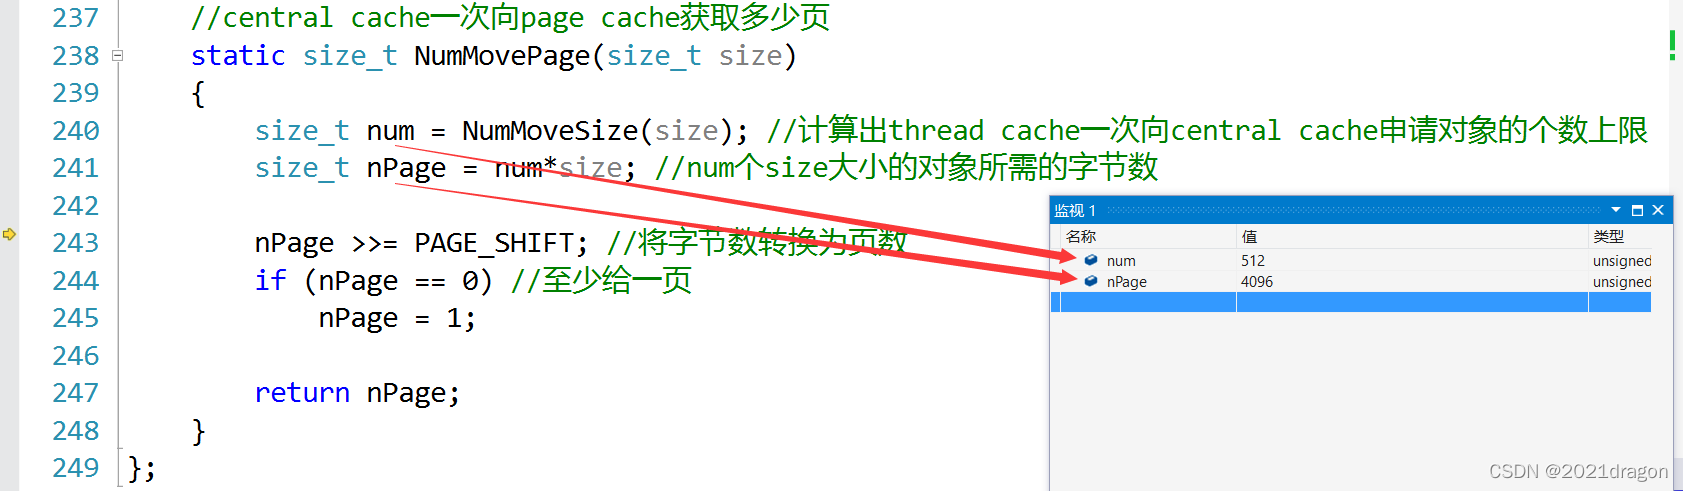 237 //central cache一次向page cache获取多少页
238 static size_t NumMovePage(size_t size)
239 {
240 size_t num = NumMoveSize(size); //计算出thread cache一次向central cache申请对象的个数上限
241 size_t nPage = num*size; //num个size大小的对象所需的字节数
242
243 nPage >>= PAGE_SHIFT; //将字节数转换为页数
244 if (nPage == 0) //至少给一页
245 nPage = 1;
246
247 return nPage;
248 }
249 };
监视 1
名称 值 类型
num 512 unsigned
nPage 4096 unsigned
CSDN @2021dragon